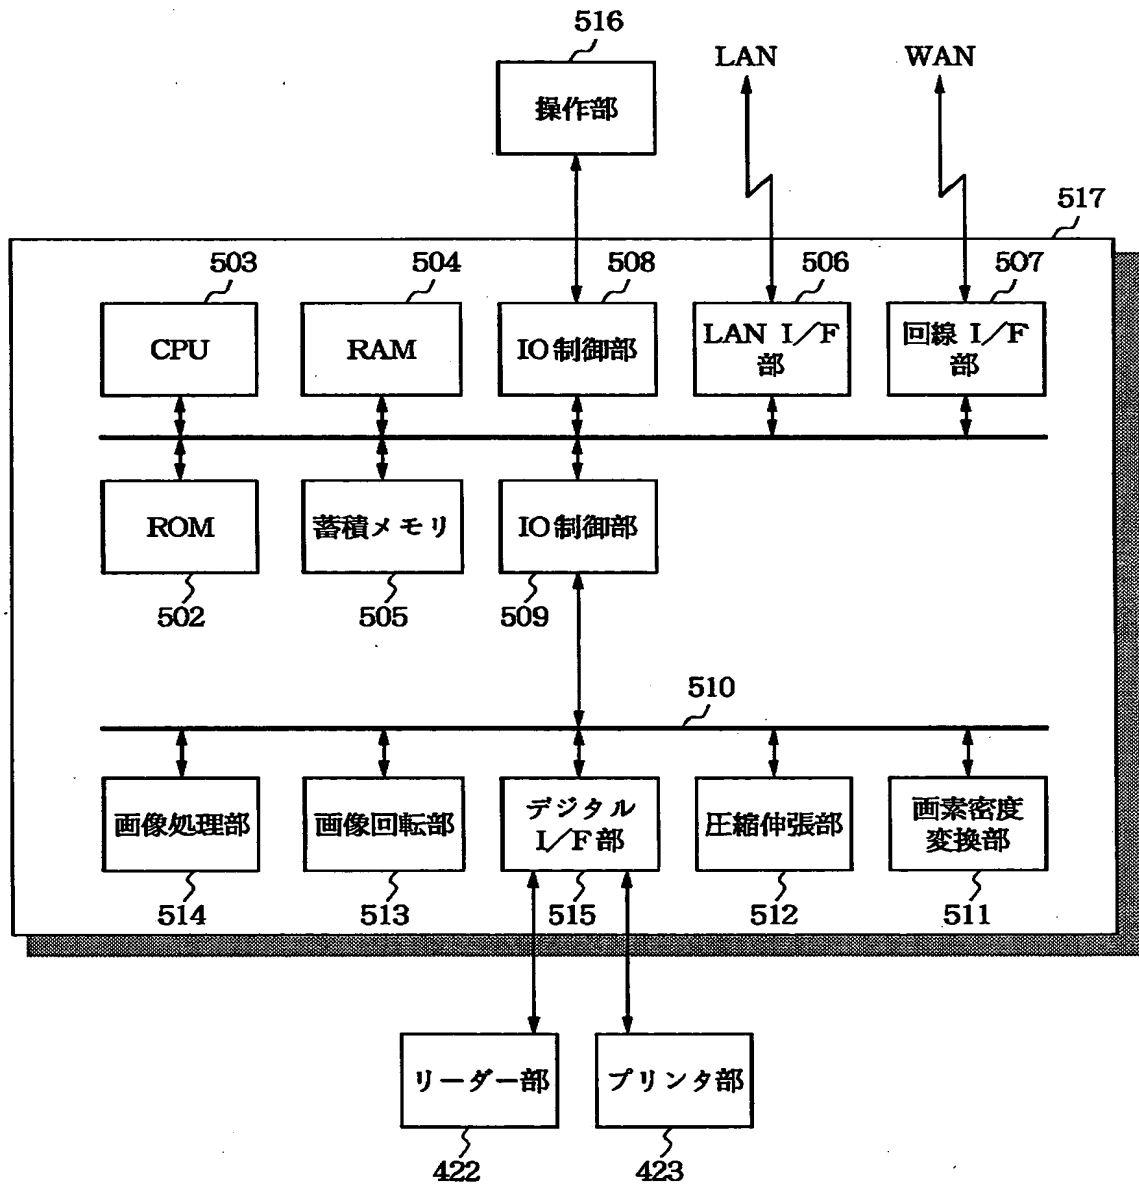 516
LAN
WAN
操作部
517
503
504
508
506
507
CPU
RAM
IO制御部
LAN I／F
部
回線 I／F
部
ROM
蓄積メモリ
IO制御部
502
505
509
510
画像処理部
画像回転部
デジタル
I／F部
圧縮伸張部
画素密度
変換部
514
513
515
512
511
リーダー部
プリンタ部
422
423